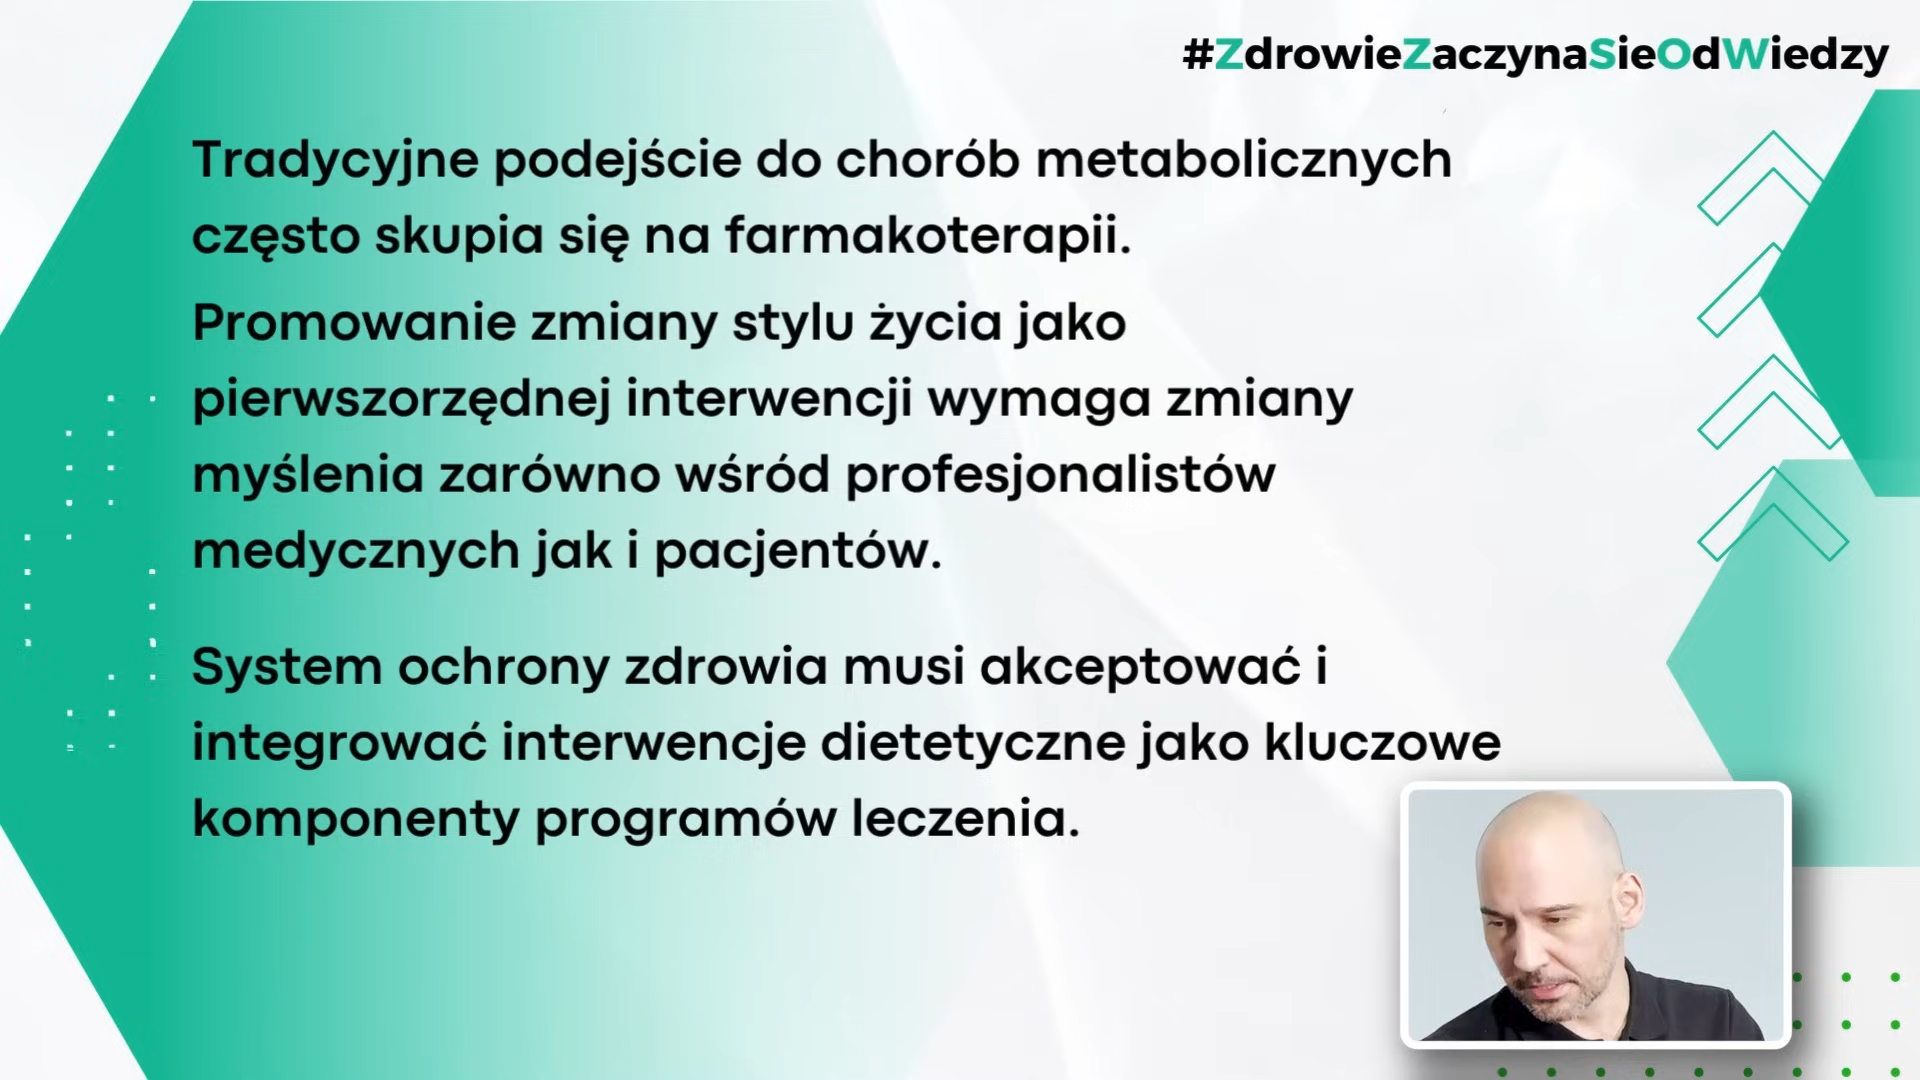 #ZdrowieZaczynaSieOdWiedzy
Tradycyjne podejście do chorób metabolicznych
często skupia się na farmakoterapii.
Promowanie zmiany stylu życia jako
pierwszorzędnej interwencji wymaga zmiany
myślenia zarówno wśród profesjonalistów
medycznych jak i pacjentów.
System ochrony zdrowia musi akceptować i
integrować interwencje dietetyczne jako kluczowe
komponenty programów leczenia.